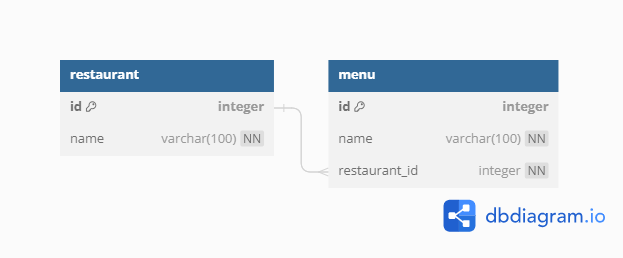 restaurant
id integer
name varchar(100) NN
menu
id integer
name varchar(100) NN
restaurant_id integer NN
dbdiagram.io